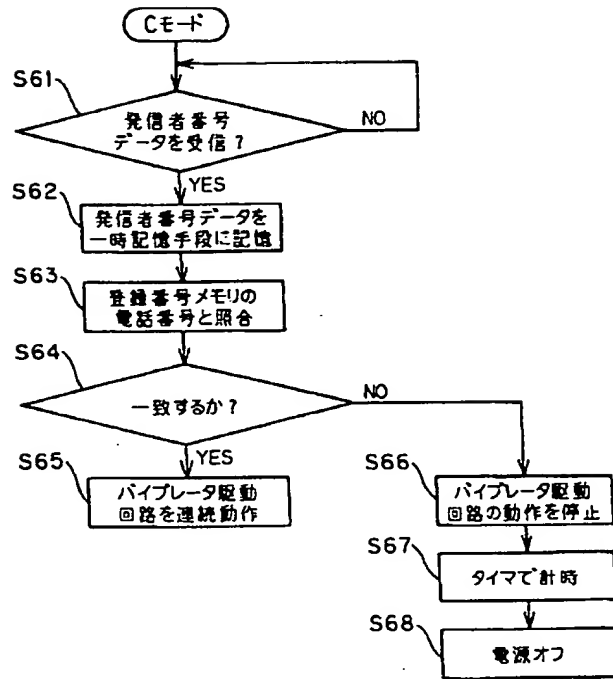 Cモード
S61
発信者番号
データを受信?
NO
YES
S62
発信者番号データを
一時記憶手段に記憶
S63
登録番号メモリの
電話番号と照合
S64
一致するか?
NO
YES
S65
バイブレータ駆動
回路を連続動作
S66
バイブレータ駆動
回路の動作を停止
S67
タイマで計時
S68
電源オフ